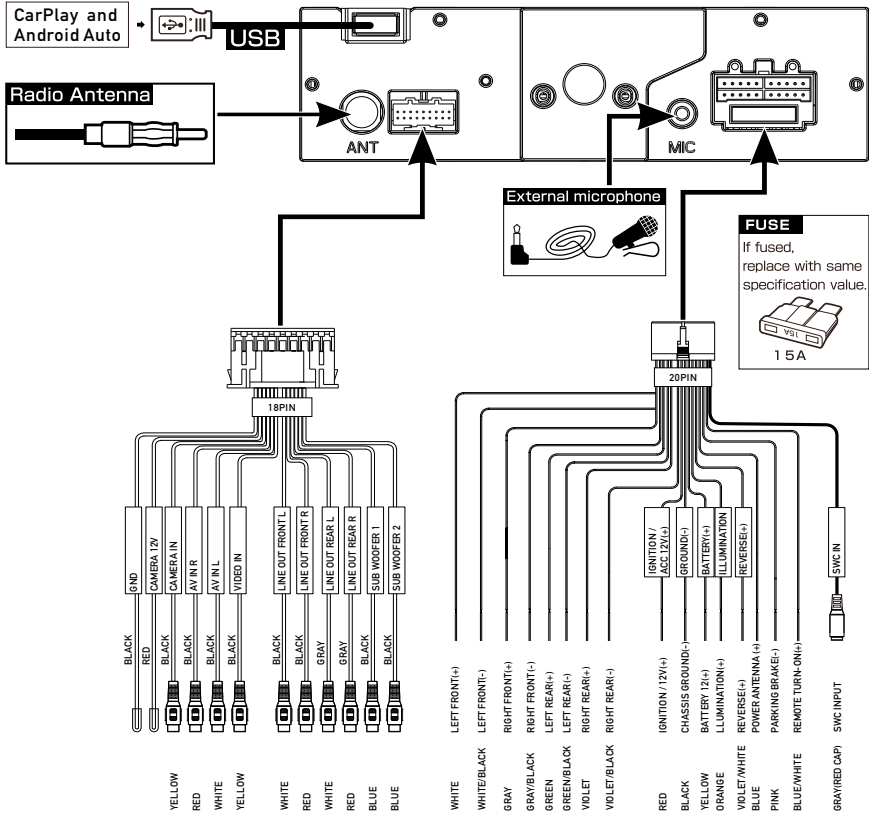 CarPlay and
Android Auto
USB
Radio Antenna
ANT
MIC
External microphone
FUSE
If fused,
replace with same
specification value.
15A
15A
18PIN
20PIN
GND
CAMERA 12V
CAMERA IN
AV IN R
AV IN L
VIDEO IN
LINE OUT FRONT L
LINE OUT FRONT R
LINE OUT REAR L
LINE OUT REAR R
SUB WOOFER 1
SUB WOOFER 2
BLACK
RED
BLACK
BLACK
BLACK
BLACK
BLACK
BLACK
GRAY
GRAY
BLACK
BLACK
YELLOW
RED
WHITE
YELLOW
WHITE
RED
WHITE
RED
BLUE
BLUE
IGNITION /
ACC 12V(+)
GROUND(-)
BATTERY(+)
ILLUMINATION
REVERSE(+)
SWC IN
LEFT FRONT(+)
LEFT FRONT(-)
RIGHT FRONT(+)
RIGHT FRONT(-)
LEFT REAR(+)
LEFT REAR(-)
RIGHT REAR(+)
RIGHT REAR(-)
IGNITION / 12V(+)
CHASSIS GROUND(-)
BATTERY 12(+)
LLUMINATION(+)
REVERSE(+)
POWER ANTENNA (+)
PARKING BRAKE(-)
REMOTE TURN-ON(+)
SWC INPUT
WHITE
WHITE/BLACK
GRAY
GRAY/BLACK
GREEN
GREEN/BLACK
VIOLET
VIOLET/BLACK
RED
BLACK
YELLOW
ORANGE
VIOLET/WHITE
BLUE
PINK
BLUE/WHITE
GRAY(RED CAP)